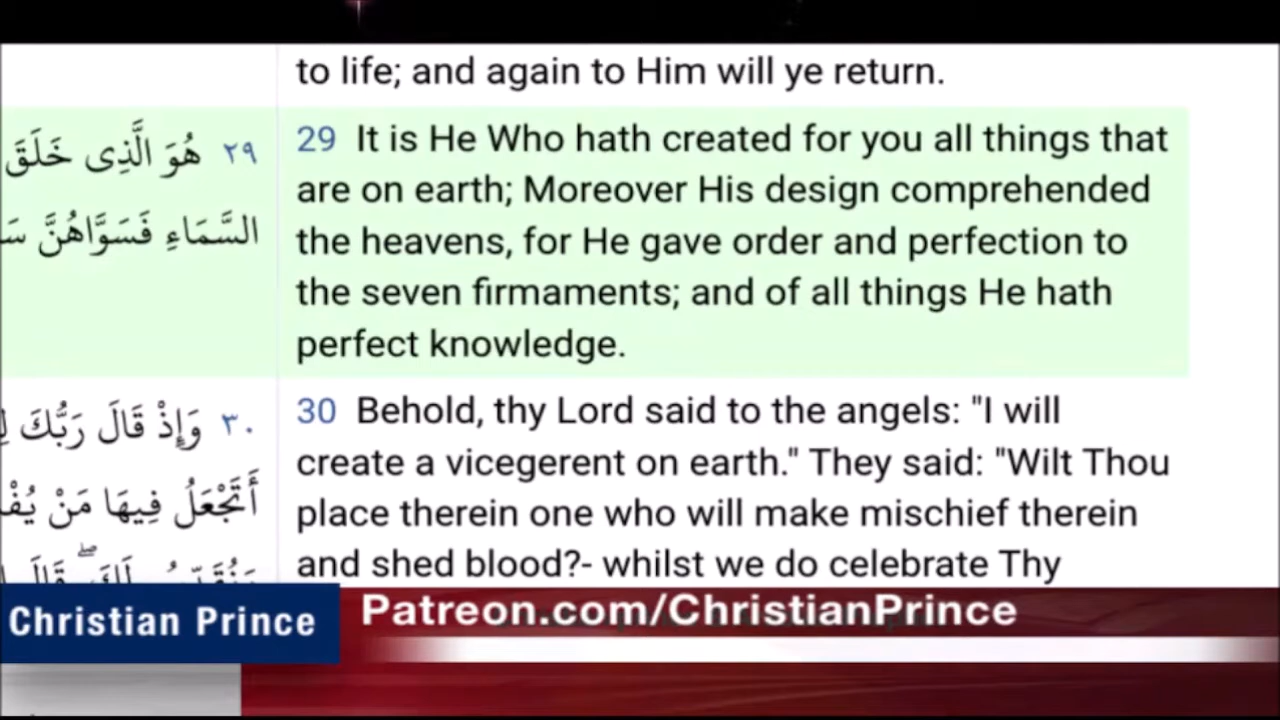 to life; and again to Him will ye return.
٢٩ هُوَ الَّذِى خَلَقَ
السَّمَاءِ فَسَوَّاهُنَّ
29 It is He Who hath created for you all things that
are on earth; Moreover His design comprehended
the heavens, for He gave order and perfection to
the seven firmaments; and of all things He hath
perfect knowledge.
٣٠ وَإِذْ قَالَ رَبُّكَ
أَتَجْعَلُ فِيهَا مَنْ
30 Behold, thy Lord said to the angels: "I will
create a vicegerent on earth." They said: "Wilt Thou
place therein one who will make mischief therein
and shed blood?- whilst we do celebrate Thy
Christian Prince
Patreon.com/ChristianPrince